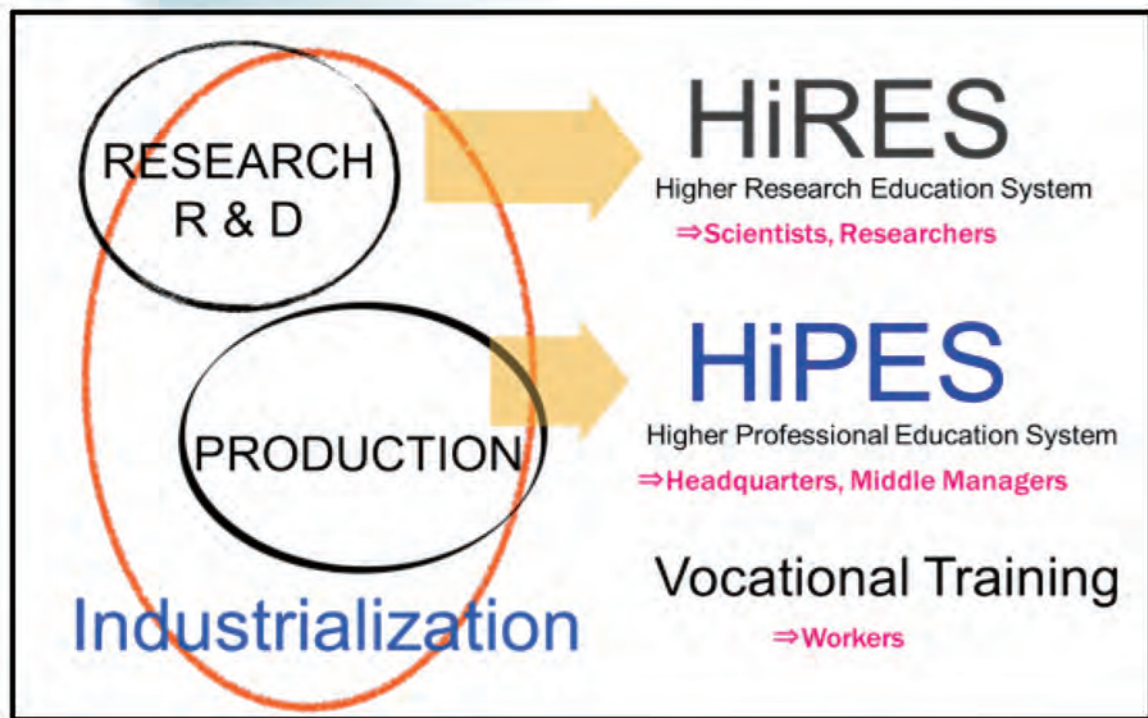 RESEARCH
R & D
PRODUCTION
Industrialization
HiRES
Higher Research Education System
⇒Scientists, Researchers
HiPES
Higher Professional Education System
⇒Headquarters, Middle Managers
Vocational Training
⇒Workers